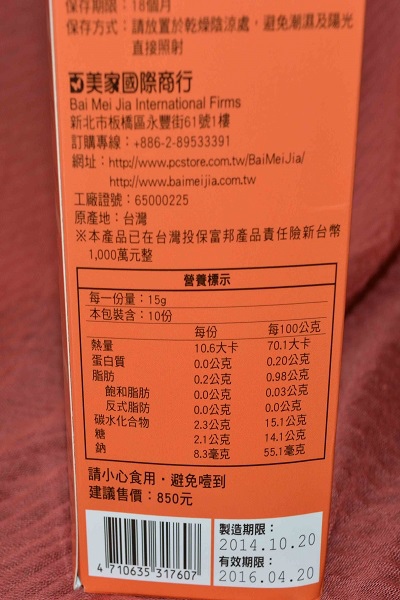 保存期限：18個月
保存方式：請放置於乾燥陰涼處，避免潮濕及陽光
直接照射
百美家國際商行
Bai Mei Jia International Firms
新北市板橋區永豐街61號1樓
訂購專線：+886-2-89533391
網址：http://www.pcstore.com.tw/BaiMeiJia/
http://www.baimeijia.com.tw
工廠證號：65000225
原產地：台灣
※本產品已在台灣投保富邦產品責任險新台幣
1,000萬元整
營養標示
每一份量：15g
本包裝含：10份
每份 每100公克
熱量 10.6大卡 70.1大卡
蛋白質 0.0公克 0.20公克
脂肪 0.2公克 0.98公克
飽和脂肪 0.0公克 0.03公克
反式脂肪 0.0公克 0.0公克
碳水化合物 2.3公克 15.1公克
糖 2.1公克 14.1公克
鈉 8.3毫克 55.1毫克
請小心食用，避免噎到
建議售價：850元
4 710635 317607
製造期限：
2014.10.20
有效期限：
2016.04.20